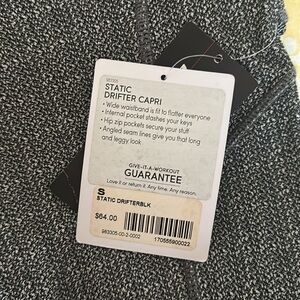 STATIC
DRIFTER CAPRI
• Wide waistband is fit to flatter everyone
• Internal pocket stashes your keys
• Hip zip pockets secure your stuff
• Angled seam lines give you that long
and leggy look
GIVE-IT-A-WORKOUT
GUARANTEE
Love it or return it. Any time. Any reason.
S
STATIC DRIFTERBLK
$64.00
983305-00-2-0002
170555900022